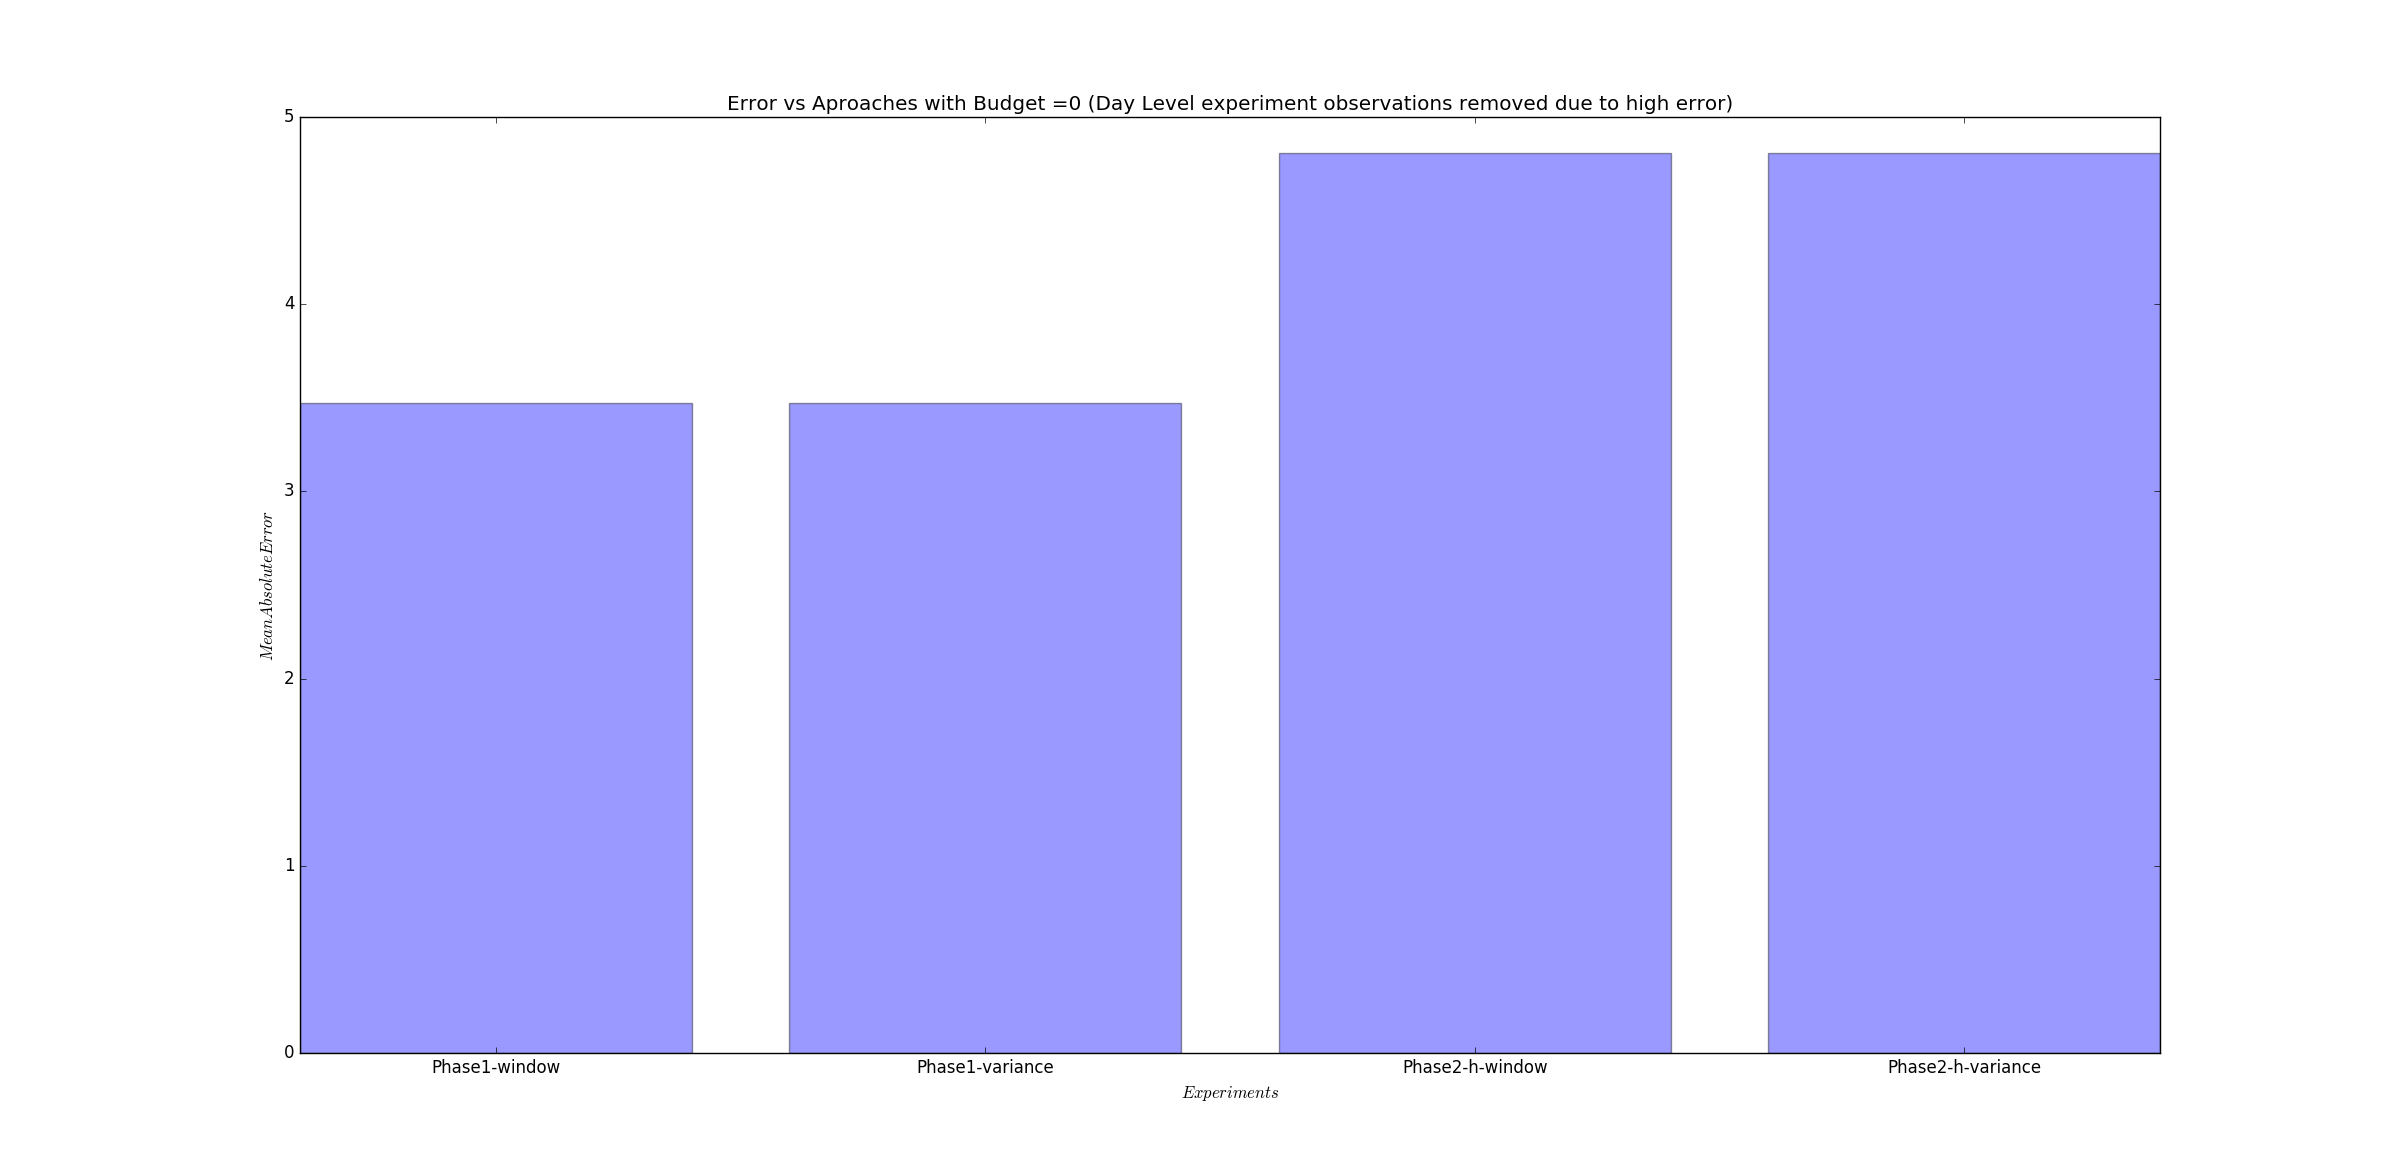 Error vs Aproaches with Budget =0 (Day Level experiment observations removed due to high error)
5
4
3
2
1
0
MeanAbsoluteError
Phase1-window
Phase1-variance
Phase2-h-window
Phase2-h-variance
Experiments